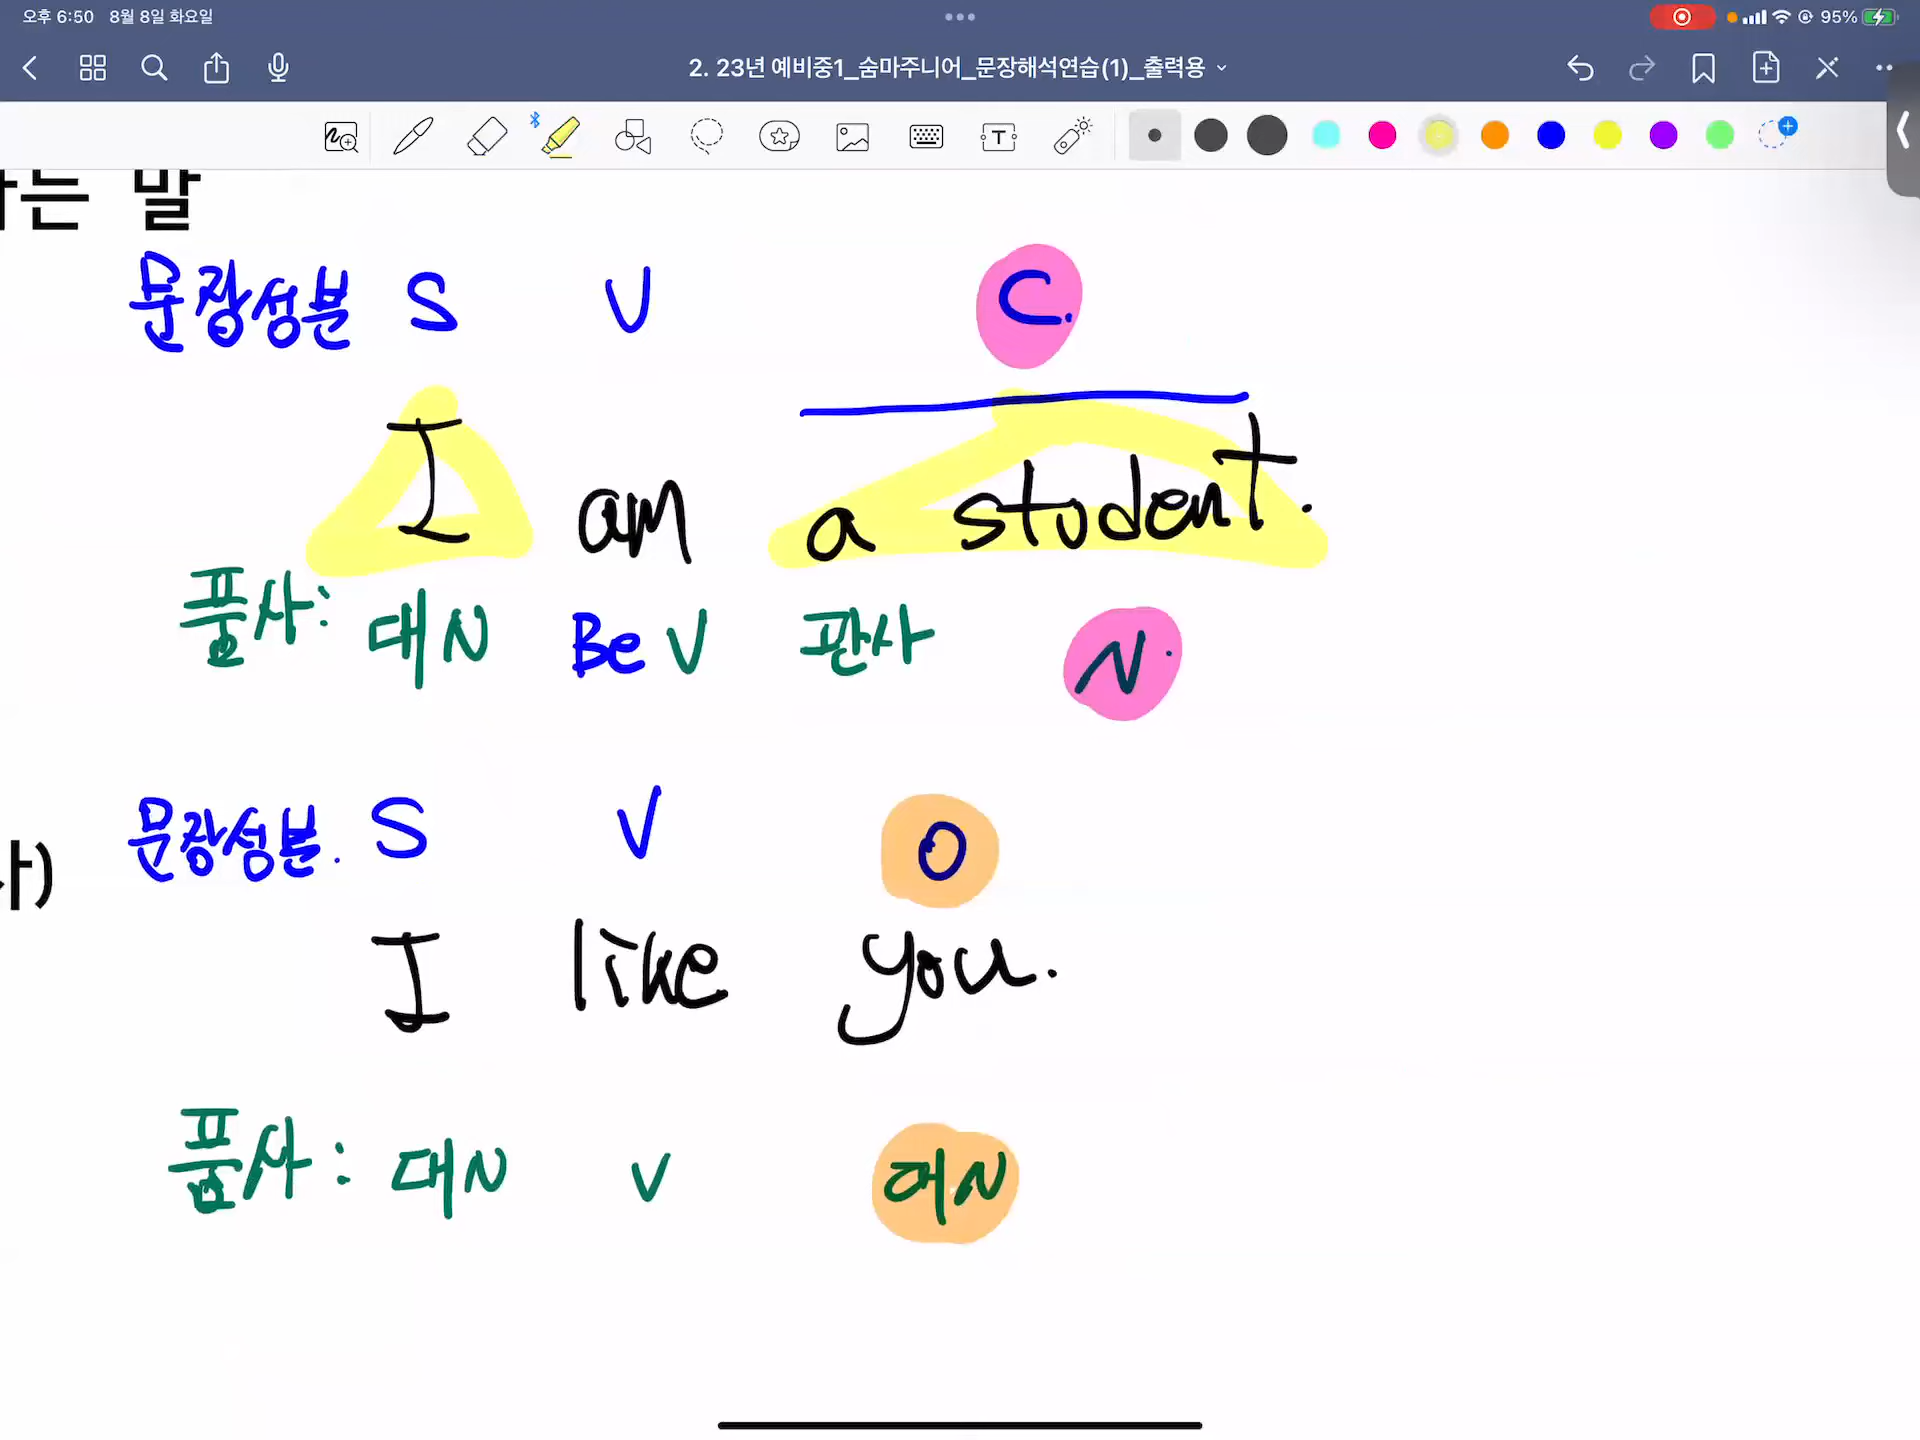 오후 6:50 8월 8일 화요일 95%
2. 23년 예비중1_숨마주니어_문장해석연습(1)_출력용
는 말
문장성분 S V C.
I am a student.
품사: 대N Be V 관사 N.
문장성분. S V O
사)
I like you.
품사: 대N V 대N